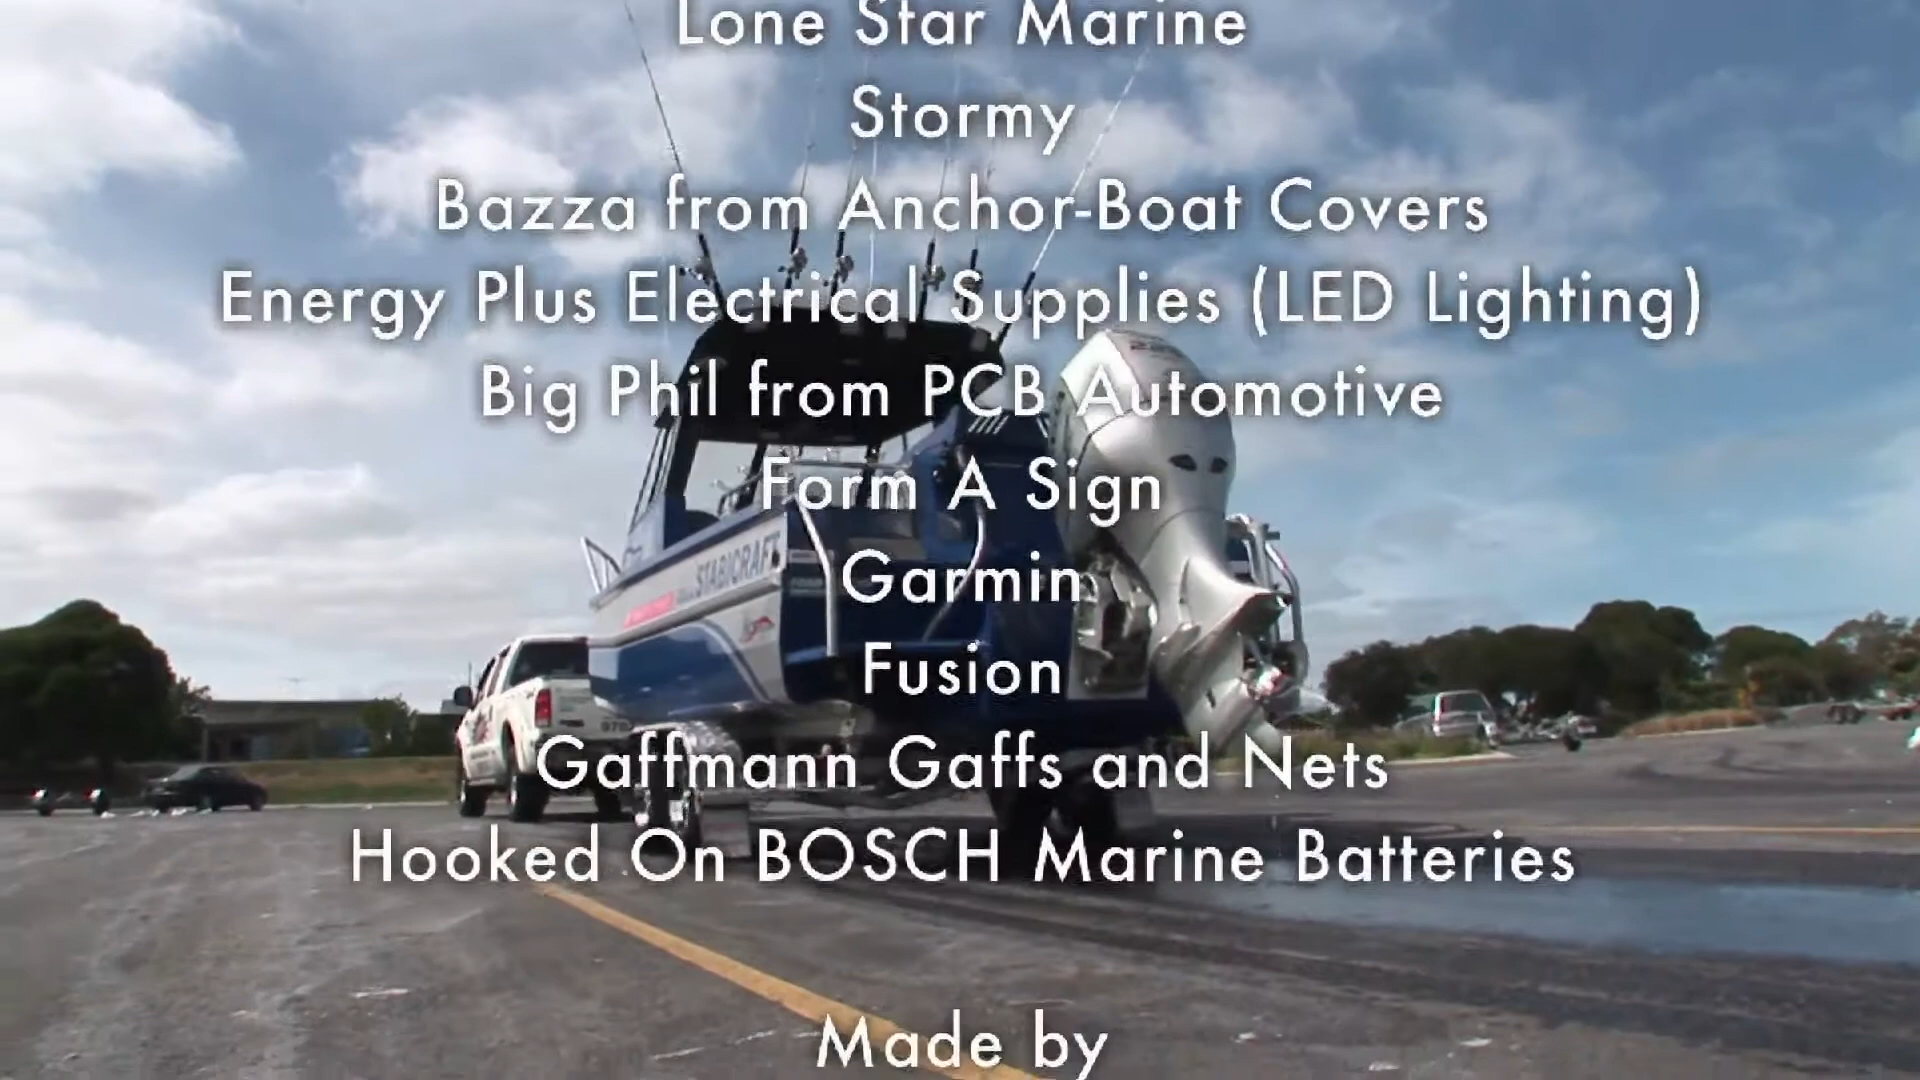 Lone Star Marine
Stormy
Bazza from Anchor-Boat Covers
Energy Plus Electrical Supplies (LED Lighting)
Big Phil from PCB Automotive
Form A Sign
STABICRAFT
Garmin
Fusion
Gaffmann Gaffs and Nets
Hooked On BOSCH Marine Batteries
Made by